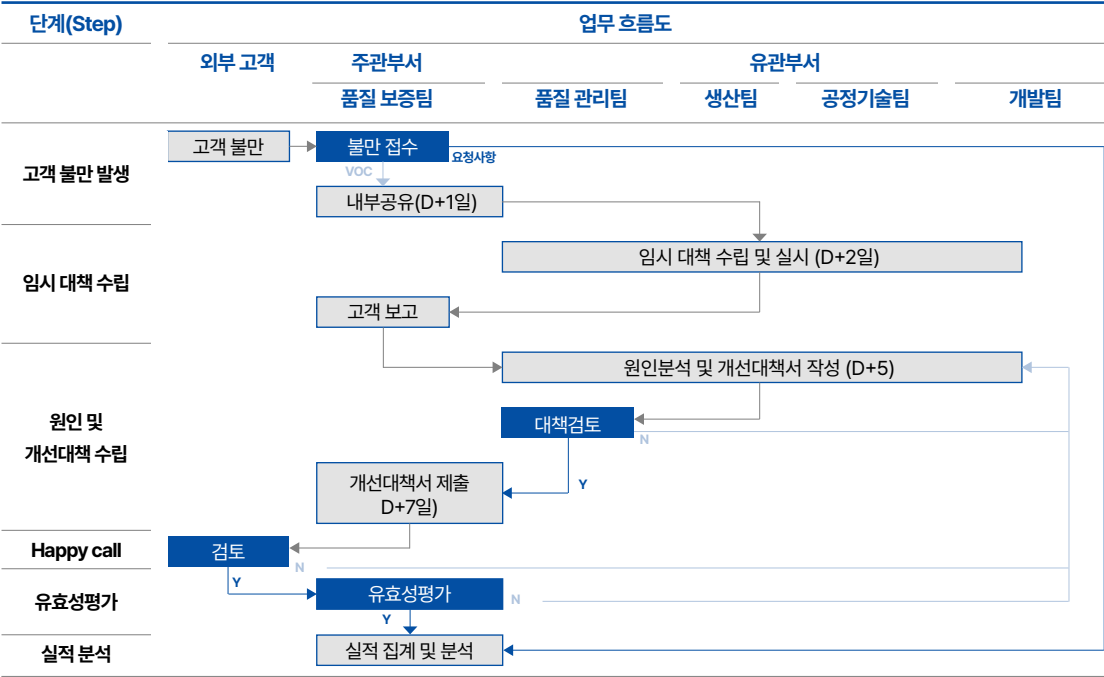 단계(Step)
업무 흐름도
외부 고객
주관부서
유관부서
품질 보증팀
품질 관리팀
생산팀
공정기술팀
개발팀
고객 불만 발생
고객 불만
불만 접수
요청사항
VOC
내부공유(D+1일)
임시 대책 수립
임시 대책 수립 및 실시 (D+2일)
고객 보고
원인 및
개선대책 수립
원인분석 및 개선대책서 작성 (D+5)
대책검토
N
Y
개선대책서 제출
D+7일)
Happy call
검토
N
Y
유효성평가
유효성평가
N
Y
실적 분석
실적 집계 및 분석